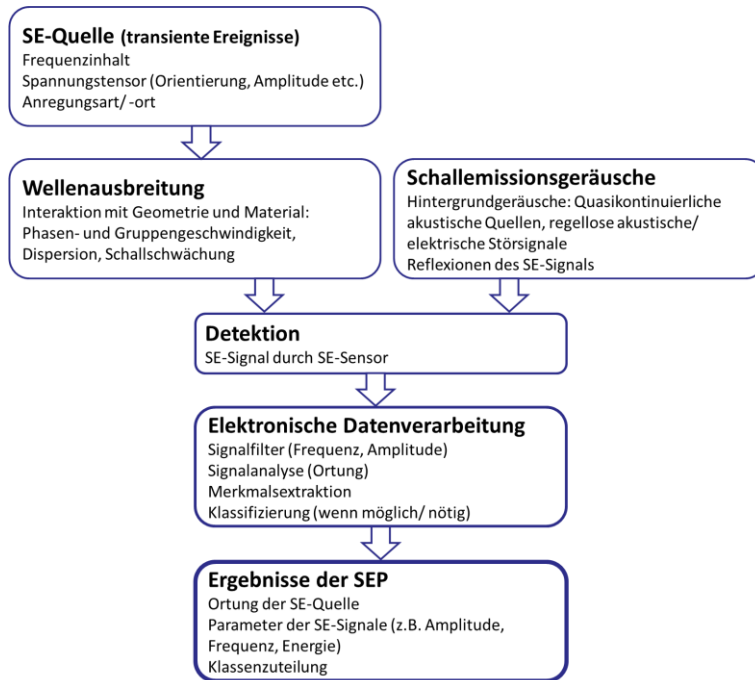 SE-Quelle (transiente Ereignisse)
Frequenzinhalt
Spannungstensor (Orientierung, Amplitude etc.)
Anregungsart/ -ort
Wellenausbreitung
Interaktion mit Geometrie und Material:
Phasen- und Gruppengeschwindigkeit,
Dispersion, Schallschwächung
Schallemissionsgeräusche
Hintergrundgeräusche: Quasikontinuierliche
akustische Quellen, regellose akustische/
elektrische Störsignale
Reflexionen des SE-Signals
Detektion
SE-Signal durch SE-Sensor
Elektronische Datenverarbeitung
Signalfilter (Frequenz, Amplitude)
Signalanalyse (Ortung)
Merkmalsextraktion
Klassifizierung (wenn möglich/ nötig)
Ergebnisse der SEP
Ortung der SE-Quelle
Parameter der SE-Signale (z.B. Amplitude,
Frequenz, Energie)
Klassenzuteilung